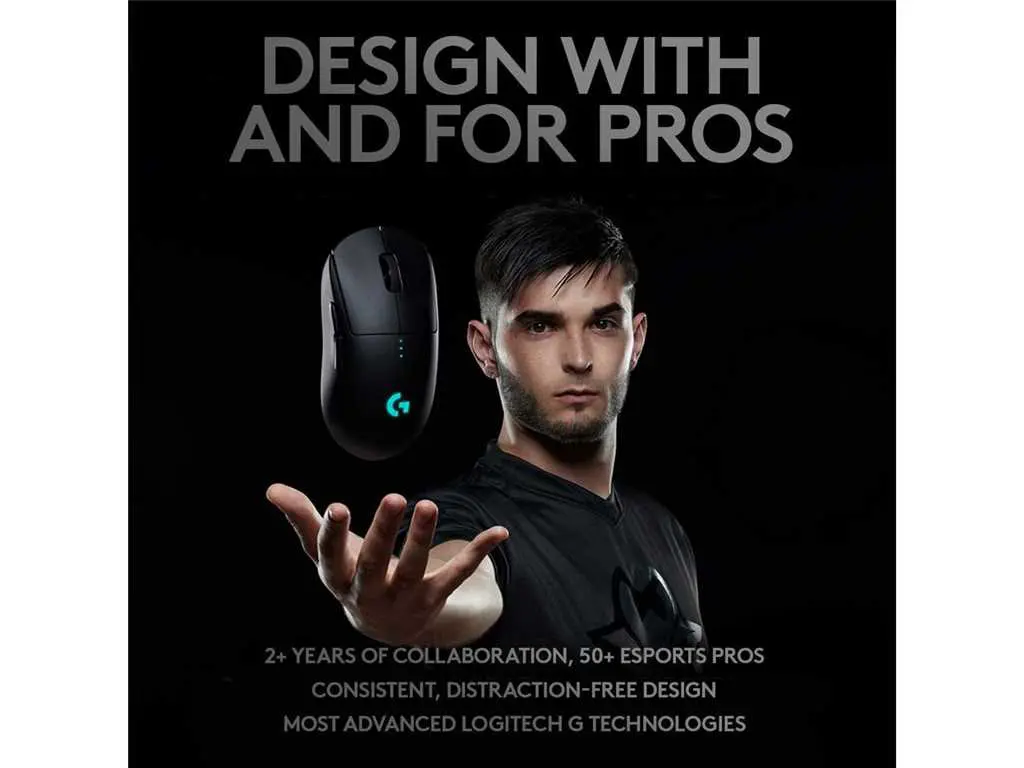 DESIGN WITH
AND FOR PROS
2+ YEARS OF COLLABORATION, 50+ ESPORTS PROS
CONSISTENT, DISTRACTION-FREE DESIGN
MOST ADVANCED LOGITECH G TECHNOLOGIES